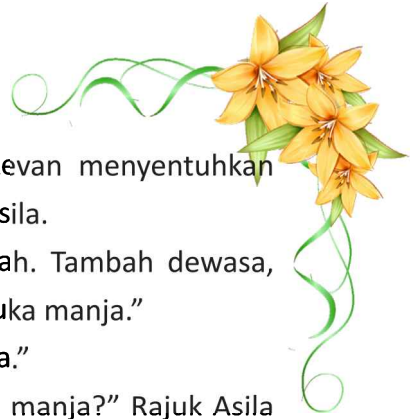 evan menyentuhkan
sila.
ah. Tambah dewasa,
uka manja.”
a.”
manja?” Rajuk Asila